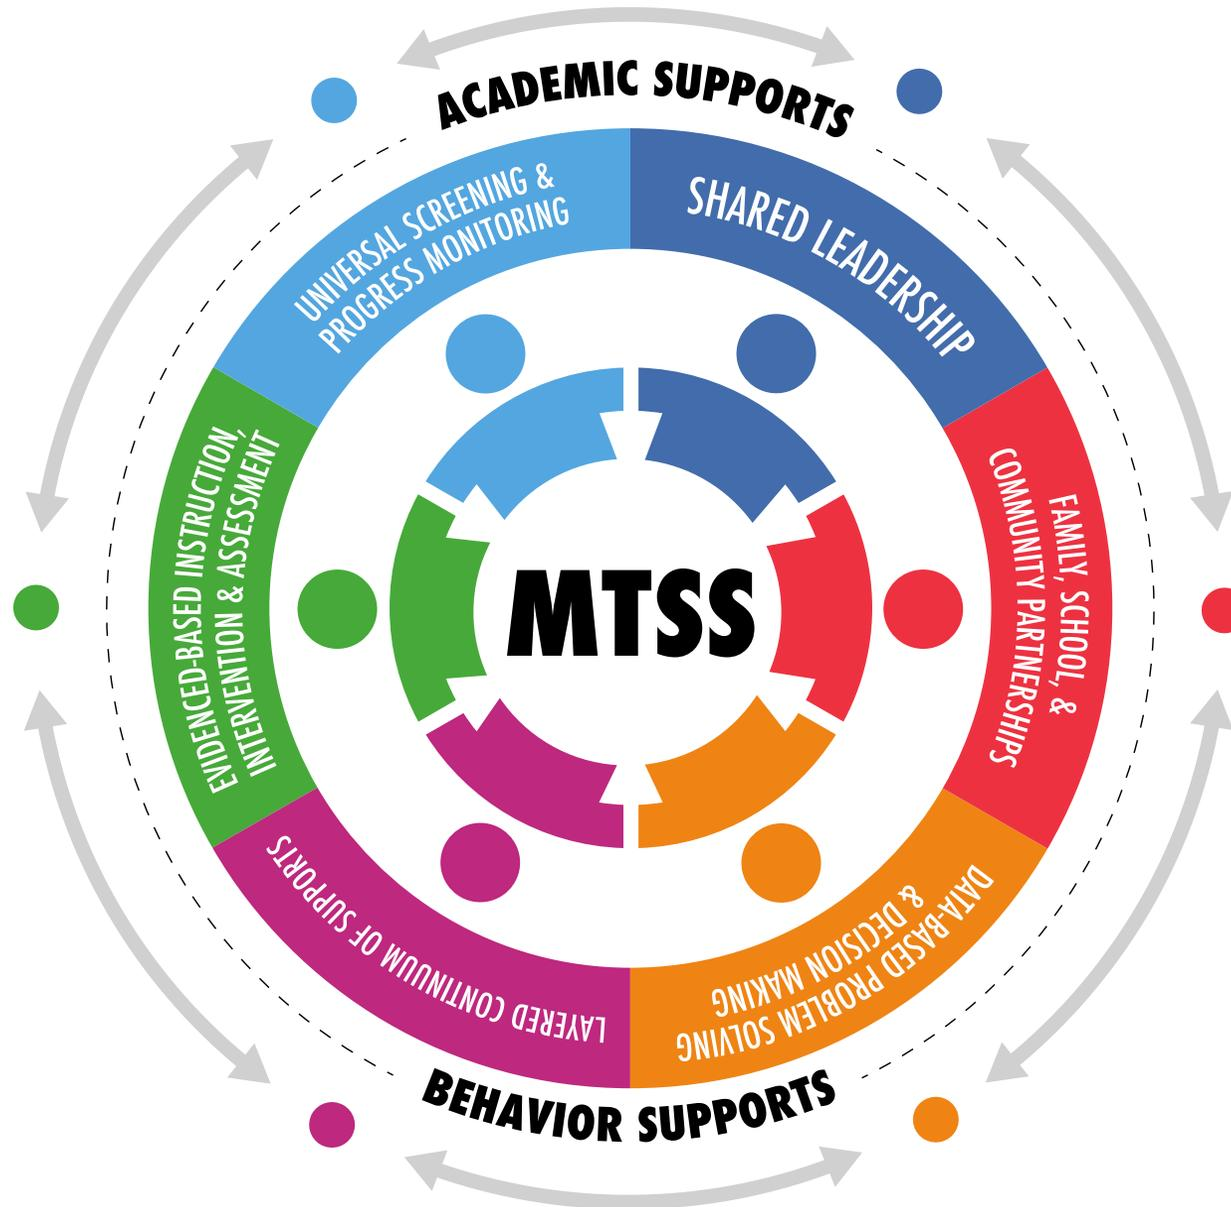 ACADEMIC SUPPORTS
UNIVERSAL SCREENING &
PROGRESS MONITORING
SHARED LEADERSHIP
EVIDENCED-BASED INSTRUCTION,
INTERVENTION & ASSESSMENT
MTSS
FAMILY, SCHOOL, &
COMMUNITY PARTNERSHIPS
LAYERED CONTINUUM OF SUPPORTS
DATA-BASED PROBLEM SOLVING
& DECISION MAKING
BEHAVIOR SUPPORTS